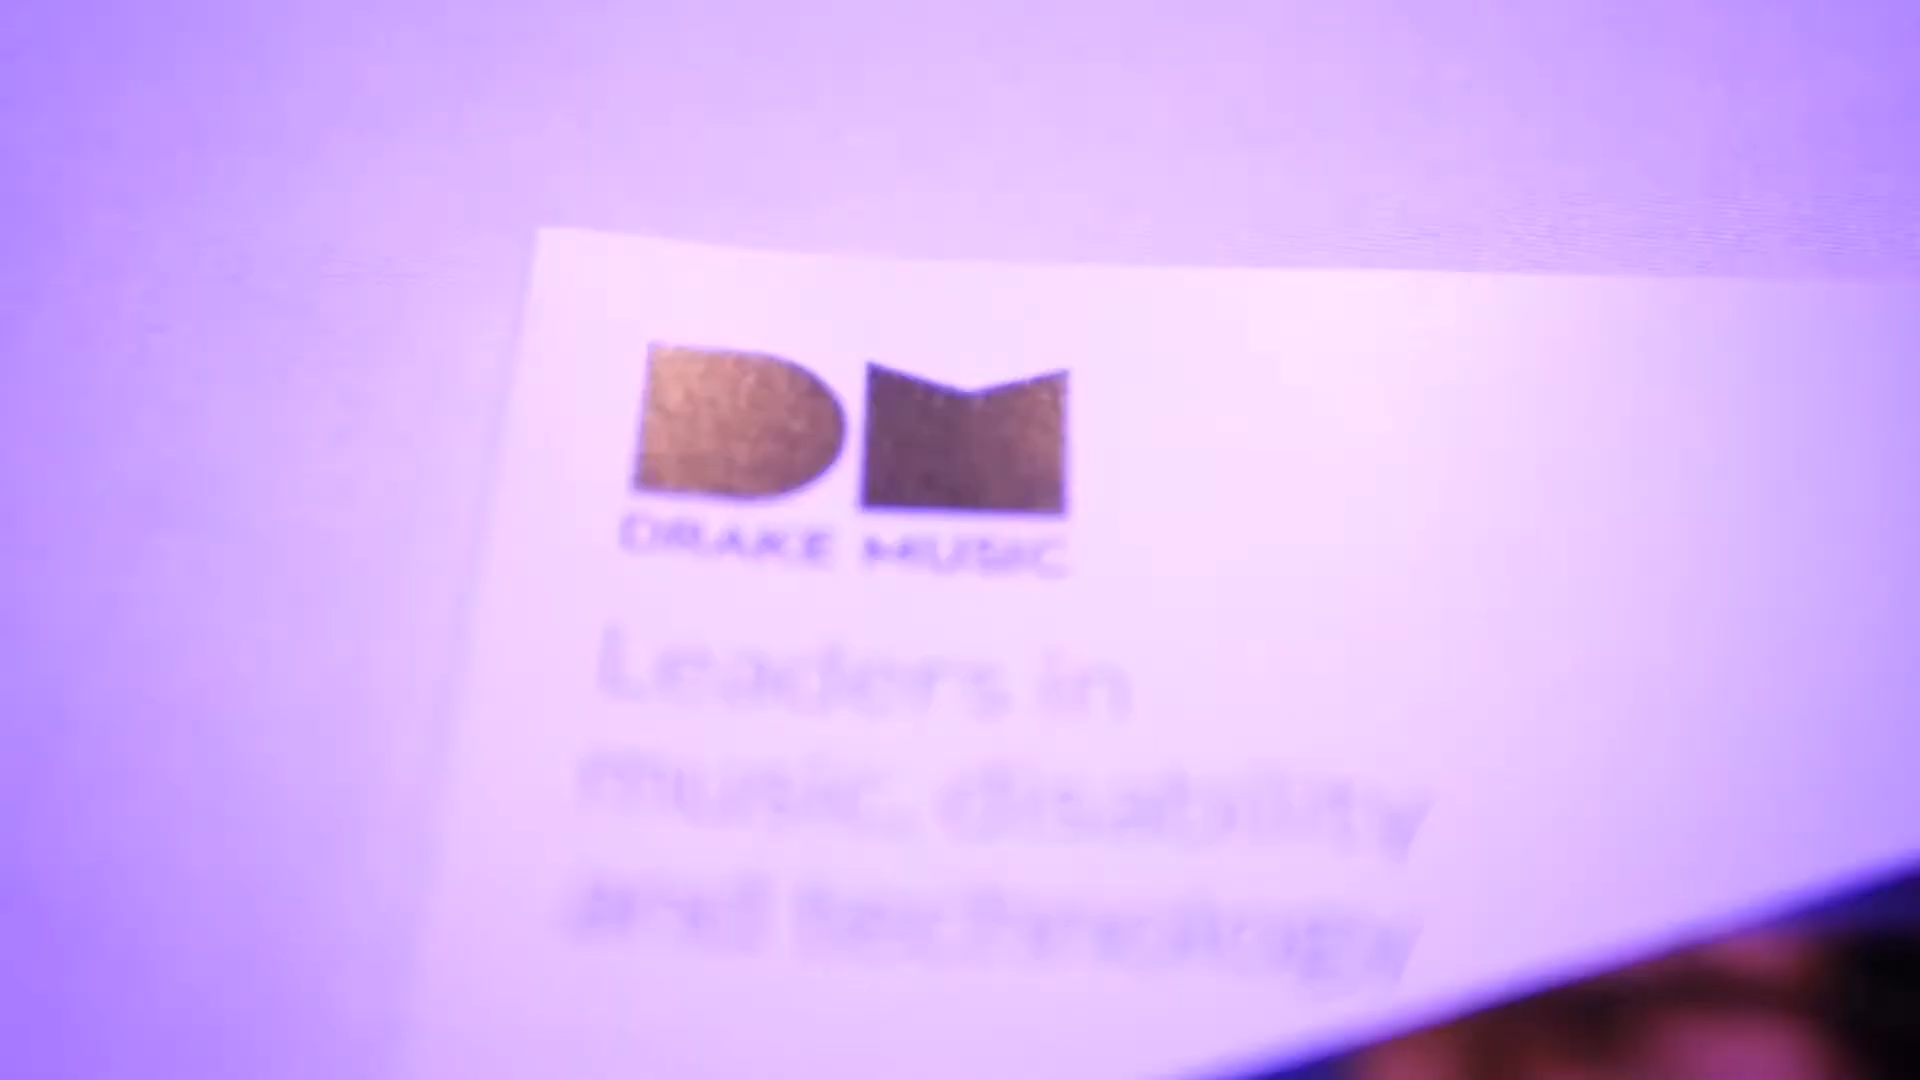 DM
DRAKE MUSIC
Leaders in
music, disability
and technology